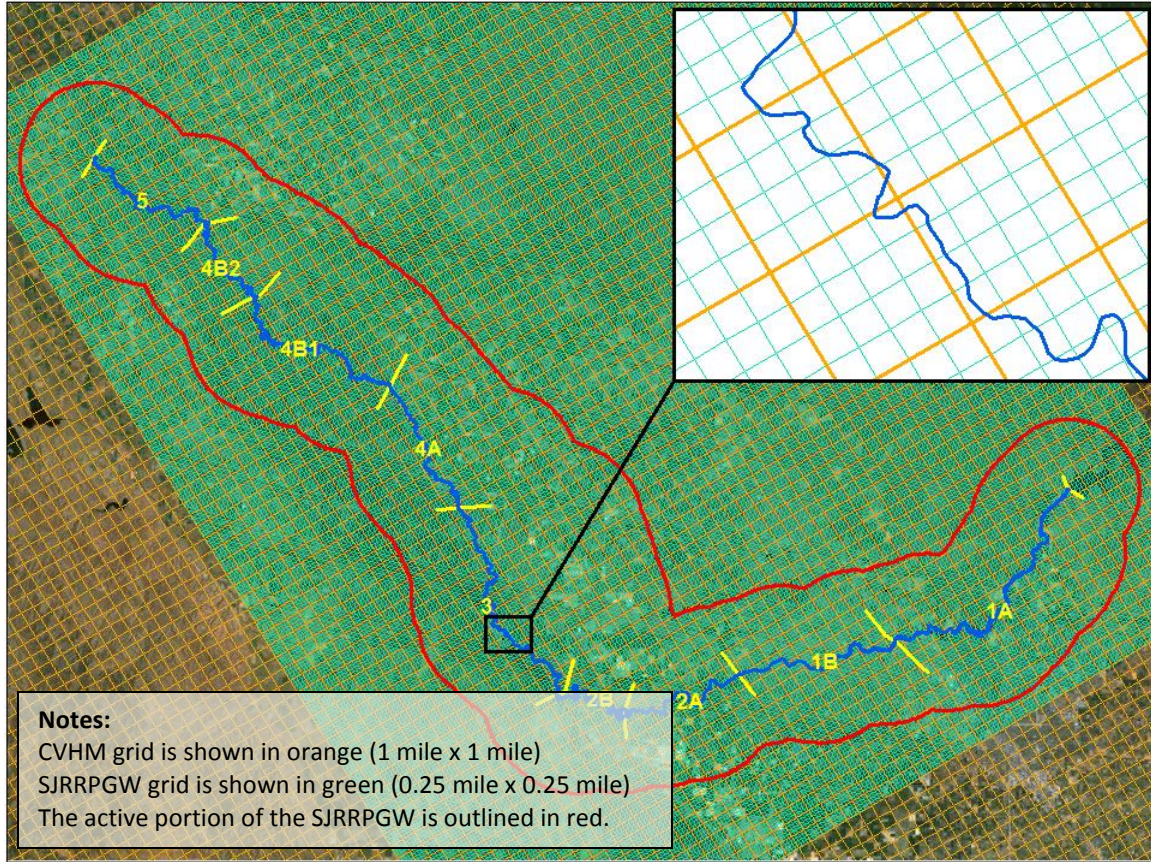 5
4B2
4B1
4A
3
1A
1B
2B
2A
Notes:
CVHM grid is shown in orange (1 mile x 1 mile)
SJRRPGW grid is shown in green (0.25 mile x 0.25 mile)
The active portion of the SJRRPGW is outlined in red.